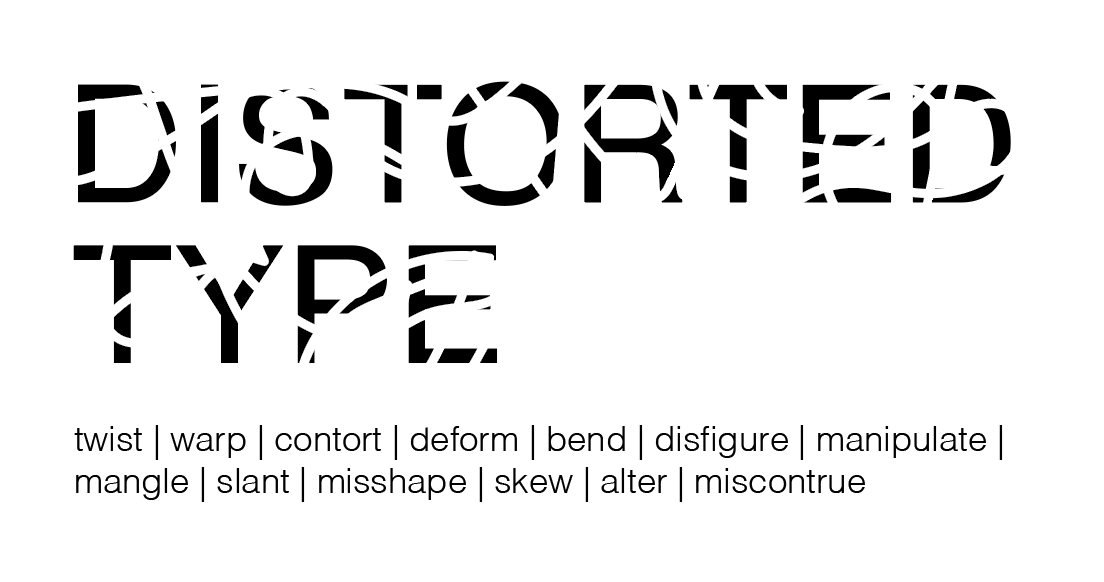 DISTORTED
TYPE
twist | warp | contort | deform | bend | disfigure | manipulate |
mangle | slant | misshape | skew | alter | miscontrue